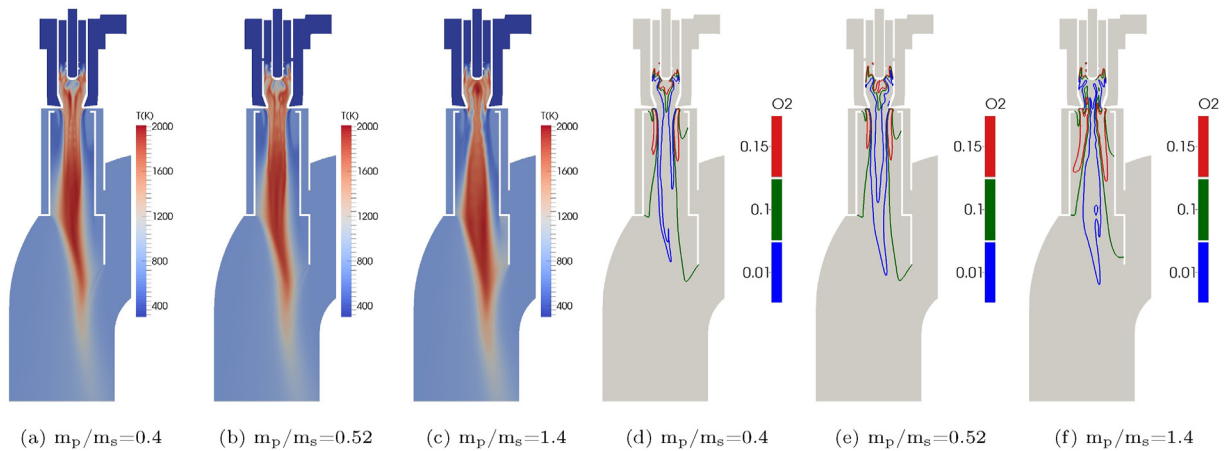 T(K)
2000
1600
1200
800
400
T(K)
2000
1600
1200
800
400
T(K)
2000
1600
1200
800
400
O2
0.15
0.1
0.01
O2
0.15
0.1
0.01
O2
0.15
0.1
0.01
(a) mp/ms=0.4
(b) mp/ms=0.52
(c) mp/ms=1.4
(d) mp/ms=0.4
(e) mp/ms=0.52
(f) mp/ms=1.4